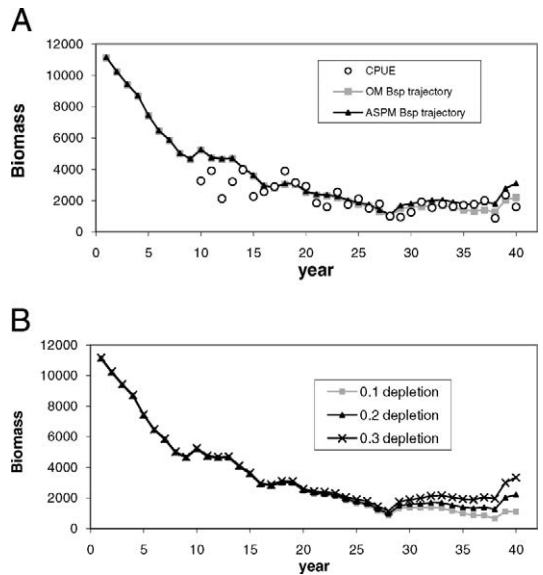 A
12000
10000
8000
6000
4000
2000
0
Biomass
CPUE
OM Bsp trajectory
ASPM Bsp trajectory
0 5 10 15 20 25 30 35 40
year
B
12000
10000
8000
6000
4000
2000
0
Biomass
0.1 depletion
0.2 depletion
0.3 depletion
0 5 10 15 20 25 30 35 40
year